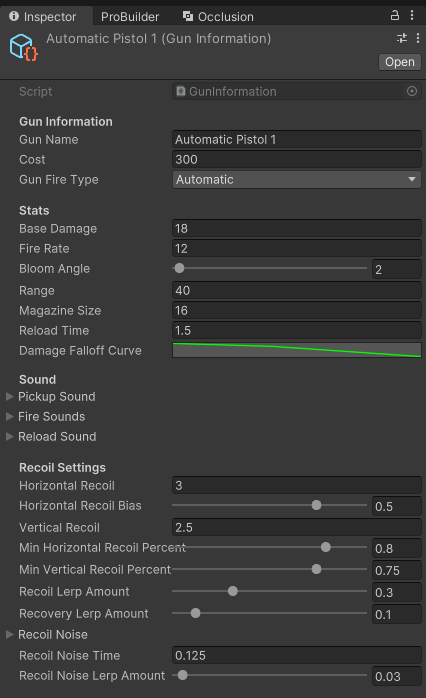 Inspector ProBuilder Occlusion
Automatic Pistol 1 (Gun Information)
Open
Script GunInformation
Gun Information
Gun Name Automatic Pistol 1
Cost 300
Gun Fire Type Automatic
Stats
Base Damage 18
Fire Rate 12
Bloom Angle 2
Range 40
Magazine Size 16
Reload Time 1.5
Damage Falloff Curve
Sound
Pickup Sound
Fire Sounds
Reload Sound
Recoil Settings
Horizontal Recoil 3
Horizontal Recoil Bias 0.5
Vertical Recoil 2.5
Min Horizontal Recoil Percent 0.8
Min Vertical Recoil Percent 0.75
Recoil Lerp Amount 0.3
Recovery Lerp Amount 0.1
Recoil Noise
Recoil Noise Time 0.125
Recoil Noise Lerp Amount 0.03